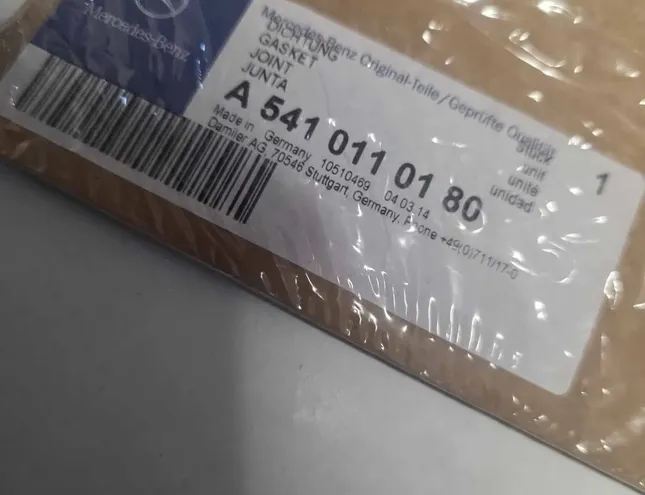 Mercedes-Benz
Mercedes-Benz Original-Teile / Geprüfte Qualität
DICHTUNG
GASKET
JOINT
JUNTA
Stück
unit
unité
unidad
1
A 541 011 01 80
Made in Germany 10510469 04.03.14
Damiler AG, 70546 Stuttgart, Germany, Phone +49(0)711/17-0